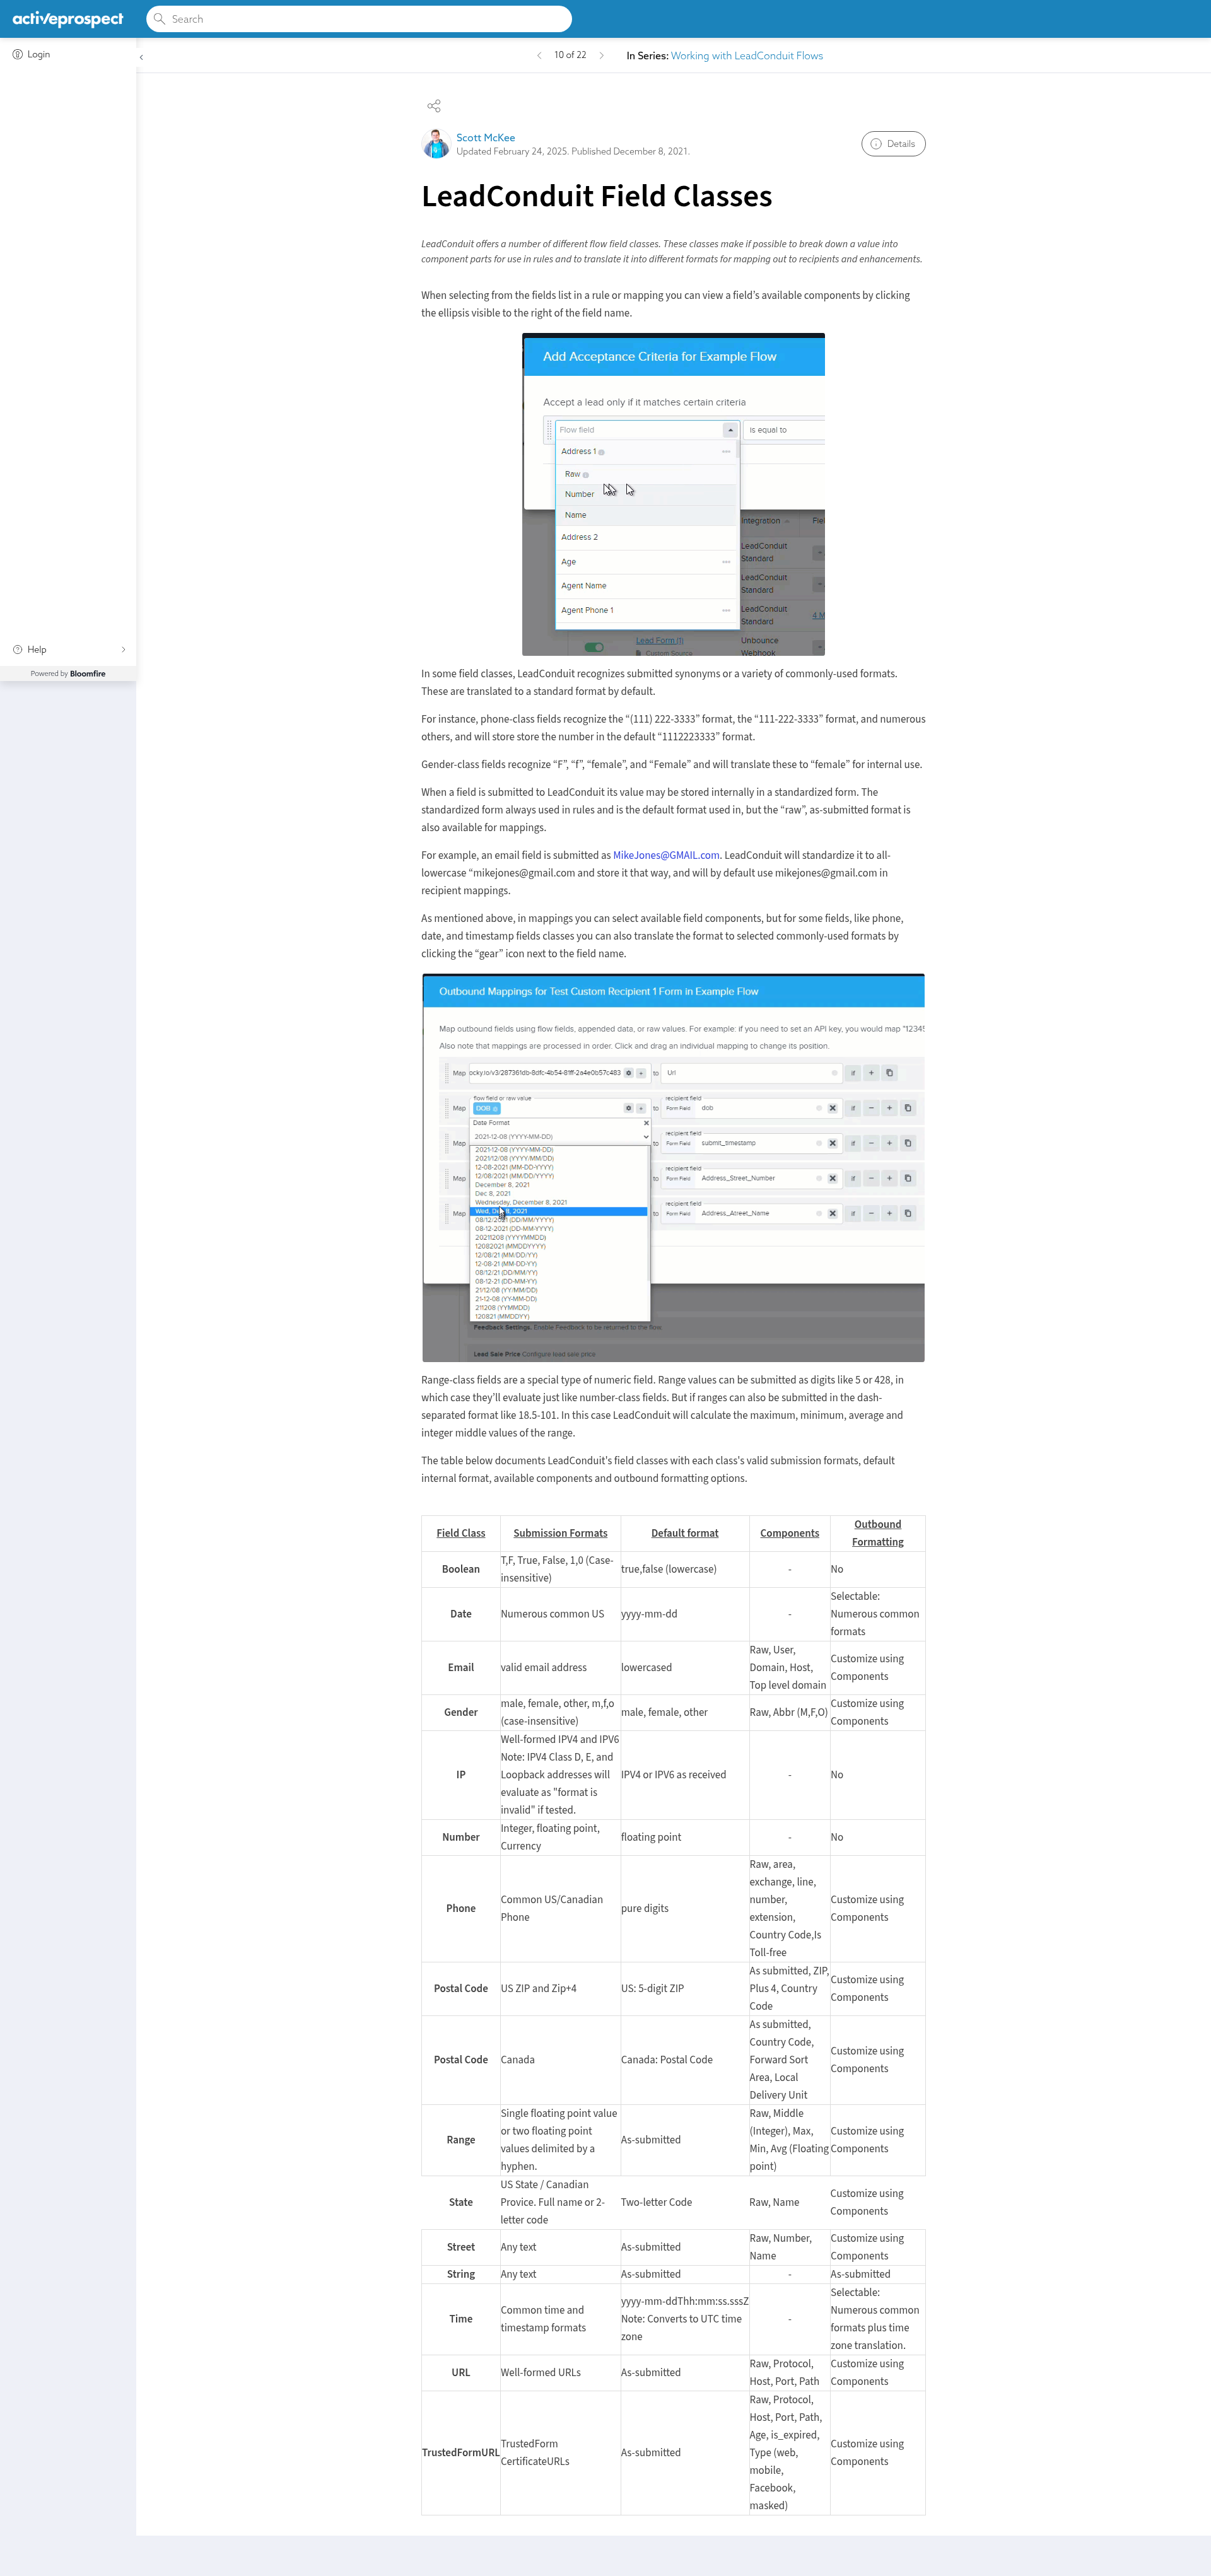 activeprospect
Search
Login
10 of 22
In Series: Working with LeadConduit Flows
Scott McKee
Updated February 24, 2025. Published December 8, 2021.
Details
LeadConduit Field Classes
LeadConduit offers a number of different flow field classes. These classes make if possible to break down a value into
component parts for use in rules and to translate it into different formats for mapping out to recipients and enhancements.
When selecting from the fields list in a rule or mapping you can view a field's available components by clicking
the ellipsis visible to the right of the field name.
Add Acceptance Criteria for Example Flow
Accept a lead only if it matches certain criteria
Flow field
is equal to
Address 1
Raw
Number
Name
Address 2
Age
Agent Name
Agent Phone 1
Integration
LeadConduit
Standard
LeadConduit
Standard
LeadConduit
Standard
Lead Form (1)
Custom Source
Unbounce
Webhook
Help
Powered by Bloomfire
In some field classes, LeadConduit recognizes submitted synonyms or a variety of commonly-used formats.
These are translated to a standard format by default.
For instance, phone-class fields recognize the “(111) 222-3333” format, the “111-222-3333” format, and numerous
others, and will store store the number in the default “1112223333” format.
Gender-class fields recognize “F”, “f”, “female”, and “Female” and will translate these to “female” for internal use.
When a field is submitted to LeadConduit its value may be stored internally in a standardized form. The
standardized form always used in rules and is the default format used in, but the “raw”, as-submitted format is
also available for mappings.
For example, an email field is submitted as MikeJones@GMAIL.com. LeadConduit will standardize it to all-
lowercase “mikejones@gmail.com and store it that way, and will by default use mikejones@gmail.com in
recipient mappings.
As mentioned above, in mappings you can select available field components, but for some fields, like phone,
date, and timestamp fields classes you can also translate the format to selected commonly-used formats by
clicking the “gear” icon next to the field name.
Outbound Mappings for Test Custom Recipient 1 Form in Example Flow
Map outbound fields using flow fields, appended data, or raw values. For example: if you need to set an API key, you would map "12345
Also note that mappings are processed in order. Click and drag an individual mapping to change its position.
Map ocky.io/v3/287361db-8dfc-4b54-81ff-2a4e0b57c483 to Url if
flow field or raw value
recipient field
Map DOB to Form Field dob if
Date Format
2021-12-08 (YYYY-MM-DD)
recipient field
Map Form Field submit_timestamp if
2021-12-08 (YYYY-MM-DD)
2021/12/08 (YYYY/MM/DD)
12-08-2021 (MM-DD-YYYY)
12/08/2021 (MM/DD/YYYY)
recipient field
Map Form Field Address_Street_Number if
December 8, 2021
Dec 8, 2021
Wednesday, December 8, 2021
recipient field
Map Form Field Address_Atreet_Name if
08/12/2021 (DD/MM/YYYY)
08-12-2021 (DD-MM-YYYY)
20211208 (YYYYMMDD)
12082021 (MMDDYYYY)
12/08/21 (MM/DD/YY)
12-08-21 (MM-DD-YY)
08/12/21 (DD/MM/YY)
08-12-21 (DD-MM-YY)
21/12/08 (YY/MM/DD)
21-12-08 (YY-MM-DD)
211208 (YYMMDD)
120821 (MMDDYY)
Feedback Settings. Enable Feedback to be returned to the flow.
Lead Sale Price Configure lead sale price
Range-class fields are a special type of numeric field. Range values can be submitted as digits like 5 or 428, in
which case they'll evaluate just like number-class fields. But if ranges can also be submitted in the dash-
separated format like 18.5-101. In this case LeadConduit will calculate the maximum, minimum, average and
integer middle values of the range.
The table below documents LeadConduit's field classes with each class's valid submission formats, default
internal format, available components and outbound formatting options.
Field Class Submission Formats Default format Components Outbound Formatting
Boolean T,F, True, False, 1,0 (Case-insensitive) true,false (lowercase) - No
Date Numerous common US yyyy-mm-dd - Selectable: Numerous common formats
Email valid email address lowercased Raw, User, Domain, Host, Top level domain Customize using Components
Gender male, female, other, m,f,o (case-insensitive) male, female, other Raw, Abbr (M,F,O) Customize using Components
IP Well-formed IPV4 and IPV6 Note: IPV4 Class D, E, and Loopback addresses will evaluate as "format is invalid" if tested. IPV4 or IPV6 as received - No
Number Integer, floating point, Currency floating point - No
Phone Common US/Canadian Phone pure digits Raw, area, exchange, line, number, extension, Country Code,Is Toll-free Customize using Components
Postal Code US ZIP and Zip+4 US: 5-digit ZIP As submitted, ZIP, Plus 4, Country Code Customize using Components
Postal Code Canada Canada: Postal Code As submitted, Country Code, Forward Sort Area, Local Delivery Unit Customize using Components
Range Single floating point value or two floating point values delimited by a hyphen. As-submitted Raw, Middle (Integer), Max, Min, Avg (Floating point) Customize using Components
State US State / Canadian Provice. Full name or 2-letter code Two-letter Code Raw, Name Customize using Components
Street Any text As-submitted Raw, Number, Name Customize using Components
String Any text As-submitted - As-submitted
Time Common time and timestamp formats yyyy-mm-ddThh:mm:ss.sssZ Note: Converts to UTC time zone - Selectable: Numerous common formats plus time zone translation.
URL Well-formed URLs As-submitted Raw, Protocol, Host, Port, Path Customize using Components
TrustedFormURL TrustedForm CertificateURLs As-submitted Raw, Protocol, Host, Port, Path, Age, is_expired, Type (web, mobile, Facebook, masked) Customize using Components